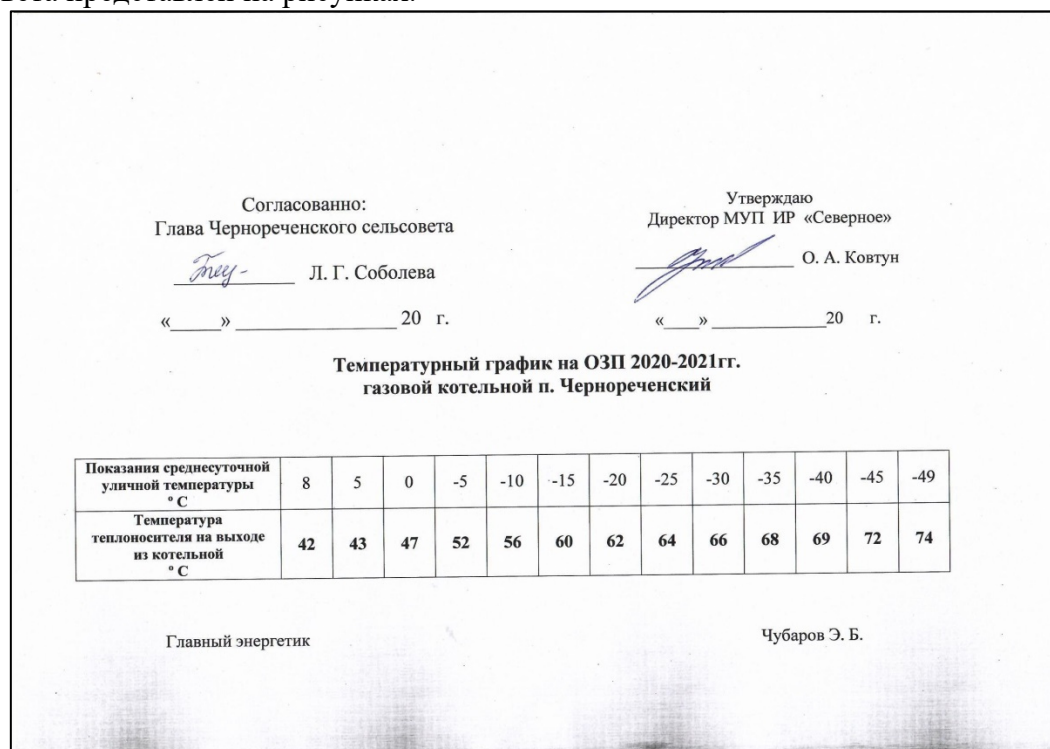 Согласованно:
Глава Чернореченского сельсовета
Л. Г. Соболева
«_____» __________________ 20 г.
Утверждаю
Директор МУП ИР «Северное»
О. А. Ковтун
«____» _____________20 г.
Температурный график на ОЗП 2020-2021гг.
газовой котельной п. Чернореченский
Показания среднесуточной
уличной температуры
° С
8 5 0 -5 -10 -15 -20 -25 -30 -35 -40 -45 -49
Температура
теплоносителя на выходе
из котельной
° С
42 43 47 52 56 60 62 64 66 68 69 72 74
Главный энергетик
Чубаров Э. Б.